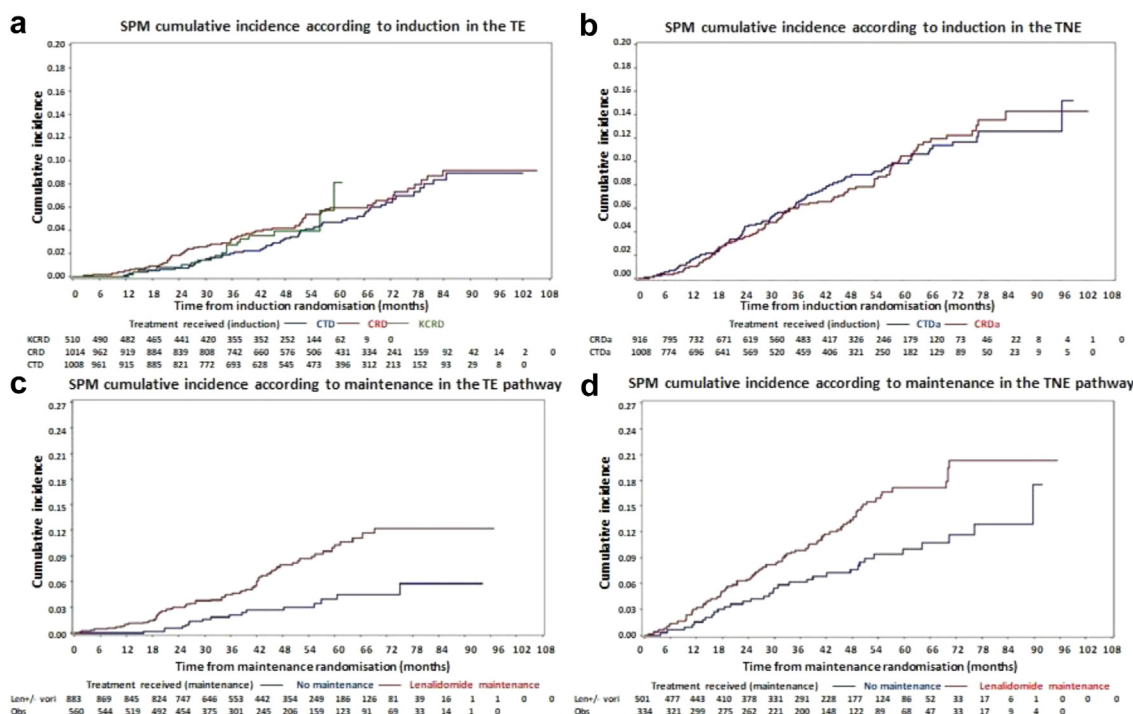 a
SPM cumulative incidence according to induction in the TE
0.20
0.18
0.16
0.14
0.12
0.10
0.08
0.06
0.04
0.02
0.00
Cumulative incidence
0 6 12 18 24 30 36 42 48 54 60 66 72 78 84 90 96 102 108
Time from induction randomisation (months)
Treatment received (induction) CTD CRD KCRD
KCRD 510 490 482 465 441 420 355 352 252 144 62 9 0
CRD 1014 962 919 884 839 808 742 660 576 506 431 334 241 159 92 42 14 2 0
CTD 1008 961 915 885 821 772 693 628 545 473 396 312 213 152 93 29 8 0
b
SPM cumulative incidence according to induction in the TNE
0.20
0.18
0.16
0.14
0.12
0.10
0.08
0.06
0.04
0.02
0.00
Cumulative incidence
0 6 12 18 24 30 36 42 48 54 60 66 72 78 84 90 96 102 108
Time from induction randomisation (months)
Treatment received (induction) CTDa CRDa
CRDa 916 795 732 671 619 560 483 417 326 246 179 120 73 46 22 8 4 1 0
CTDa 1008 774 696 641 569 520 459 406 321 250 182 129 89 50 23 9 5 0
c
SPM cumulative incidence according to maintenance in the TE pathway
0.27
0.24
0.21
0.18
0.15
0.12
0.09
0.06
0.03
0.00
Cumulative incidence
0 6 12 18 24 30 36 42 48 54 60 66 72 78 84 90 96 102 108
Time from maintenance randomisation (months)
Treatment received (maintenance) No maintenance Lenalidomide maintenance
Len+/- vori 883 869 845 824 747 646 553 442 354 249 186 126 81 39 16 1 1 0 0
Obs 560 544 519 492 454 375 301 245 206 159 123 91 69 33 14 1 0
d
SPM cumulative incidence according to maintenance in the TNE pathway
0.27
0.24
0.21
0.18
0.15
0.12
0.09
0.06
0.03
0.00
Cumulative incidence
0 6 12 18 24 30 36 42 48 54 60 66 72 78 84 90 96 102 108
Time from maintenance randomisation (months)
Treatment received (maintenance) No maintenance Lenalidomide maintenance
Len+/- vori 501 477 443 410 378 331 291 228 177 124 86 52 33 17 6 1 0 0 0
Obs 334 321 299 275 262 221 200 148 122 89 68 47 33 17 9 4 0